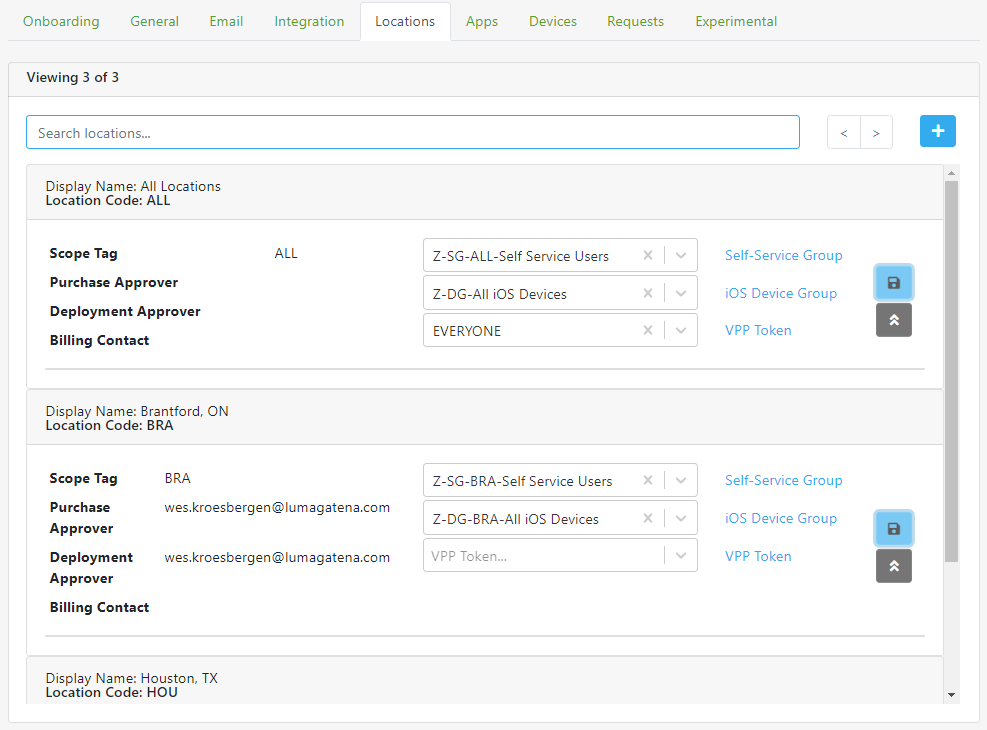 Onboarding General Email Integration Locations Apps Devices Requests Experimental
Viewing 3 of 3
Search locations... < > +
Display Name: All Locations
Location Code: ALL
Scope Tag ALL Z-SG-ALL-Self Service Users Self-Service Group
Purchase Approver Z-DG-All iOS Devices iOS Device Group
Deployment Approver EVERYONE VPP Token
Billing Contact
Display Name: Brantford, ON
Location Code: BRA
Scope Tag BRA Z-SG-BRA-Self Service Users Self-Service Group
Purchase Approver wes.kroesbergen@lumagatena.com Z-DG-BRA-All iOS Devices iOS Device Group
Deployment Approver wes.kroesbergen@lumagatena.com VPP Token... VPP Token
Billing Contact
Display Name: Houston, TX
Location Code: HOU